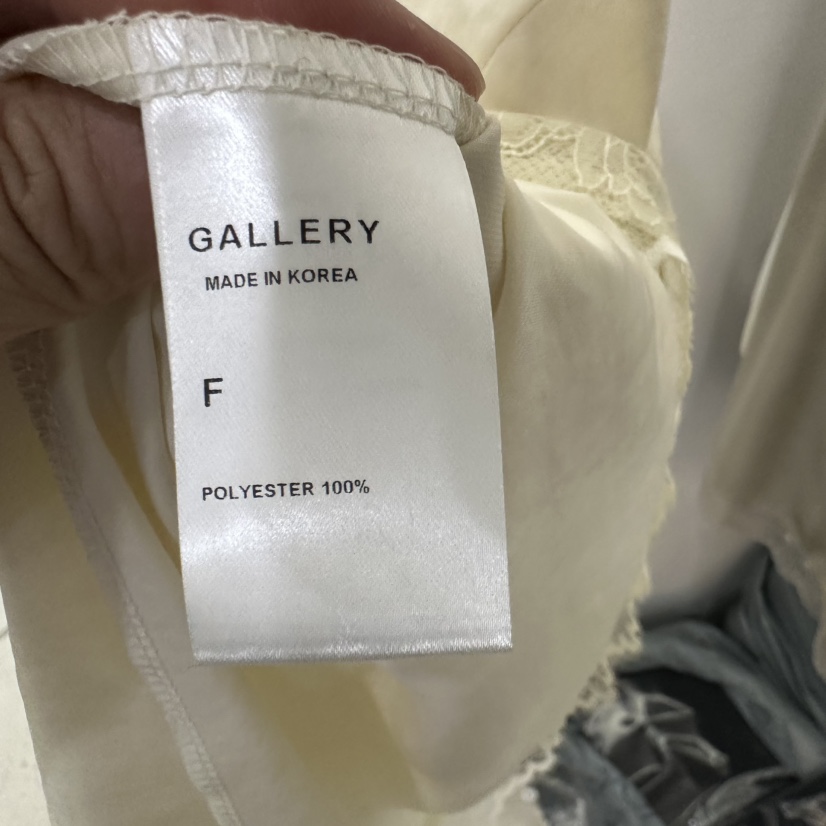 GALLERY
MADE IN KOREA
F
POLYESTER 100%